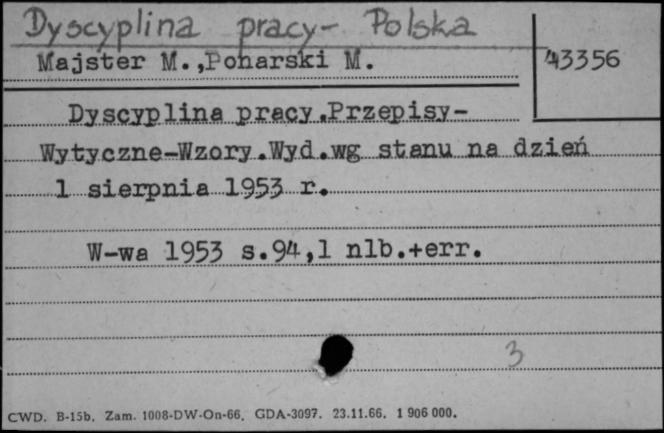 Dyscyplina pracy - Polska
Majster M.,Poharski M.
43356
Dyscyplina pracy.Przepisy-
Wytyczne-Wzory.Wyd.wg stanu na dzień
1 sierpnia 1953 r.
W-wa 1953 s.94,1 nlb.+err.
3
CWD. B-15b. Zam. 1008-DW-On-66. GDA-3097. 23.11.66. 1 906 000.